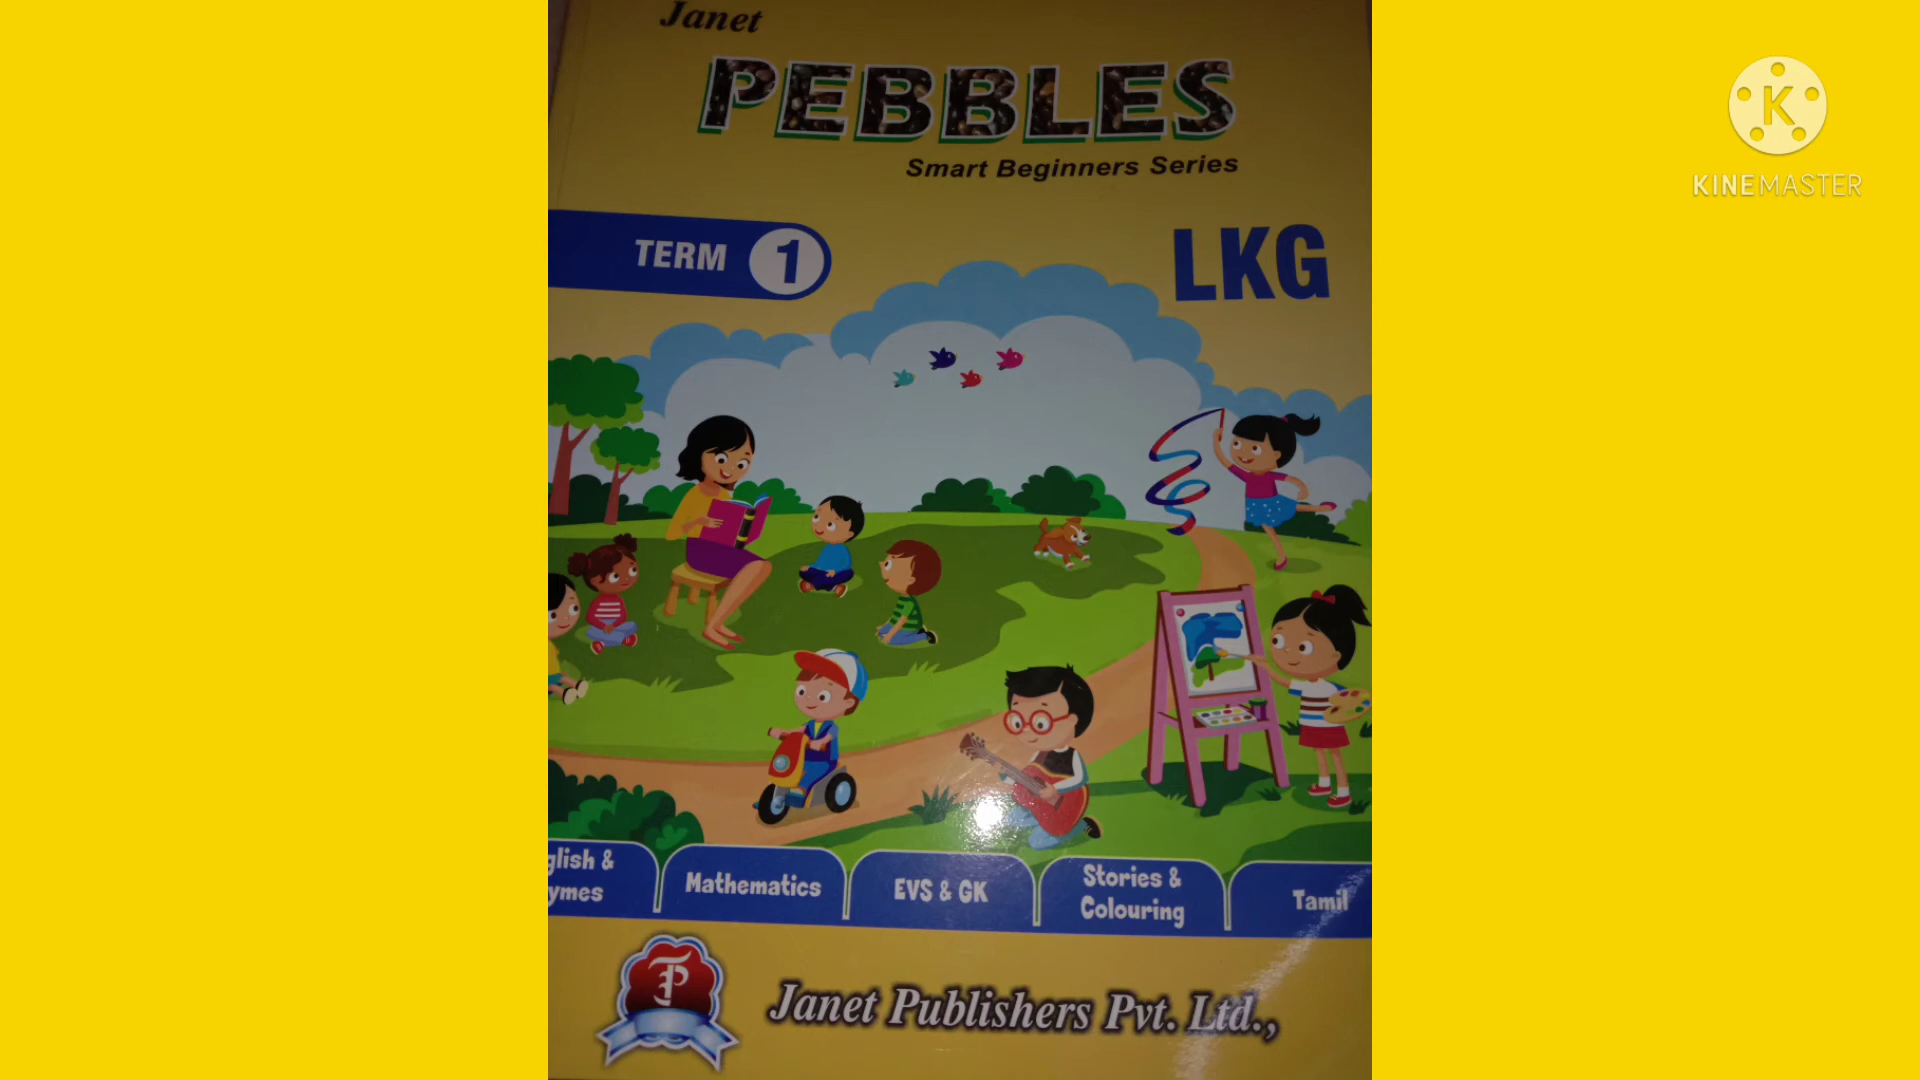 Janet
PEBBLES
Smart Beginners Series
TERM 1
LKG
glish &
ymes
Mathematics
EVS & GK
Stories &
Colouring
Tamil
TP
Janet Publishers Pvt. Ltd.,
K
KINEMASTER